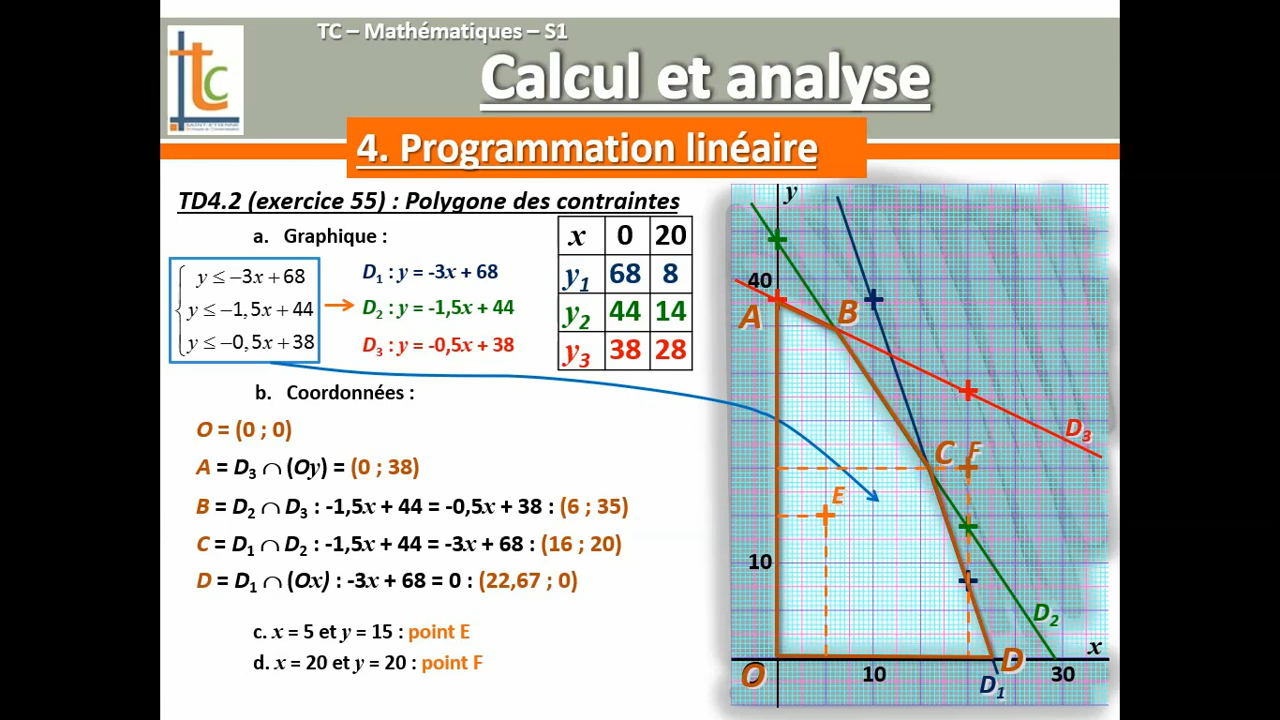 TC – Mathématiques – S1
tc
SAINT-ETIENNE
Calcul et analyse
4. Programmation linéaire
TD4.2 (exercice 55) : Polygone des contraintes
a. Graphique :
y ≤ −3x + 68
y ≤ −1,5x + 44
y ≤ −0,5x + 38
D1 : y = -3x + 68
D2 : y = -1,5x + 44
D3 : y = -0,5x + 38
x 0 20
y1 68 8
y2 44 14
y3 38 28
b. Coordonnées :
O = (0 ; 0)
A = D3 ∩ (Oy) = (0 ; 38)
B = D2 ∩ D3 : -1,5x + 44 = -0,5x + 38 : (6 ; 35)
C = D1 ∩ D2 : -1,5x + 44 = -3x + 68 : (16 ; 20)
D = D1 ∩ (Ox) : -3x + 68 = 0 : (22,67 ; 0)
c. x = 5 et y = 15 : point E
d. x = 20 et y = 20 : point F
y
40
A
B
D3
C
F
E
10
D2
x
O
10
D
30
D1